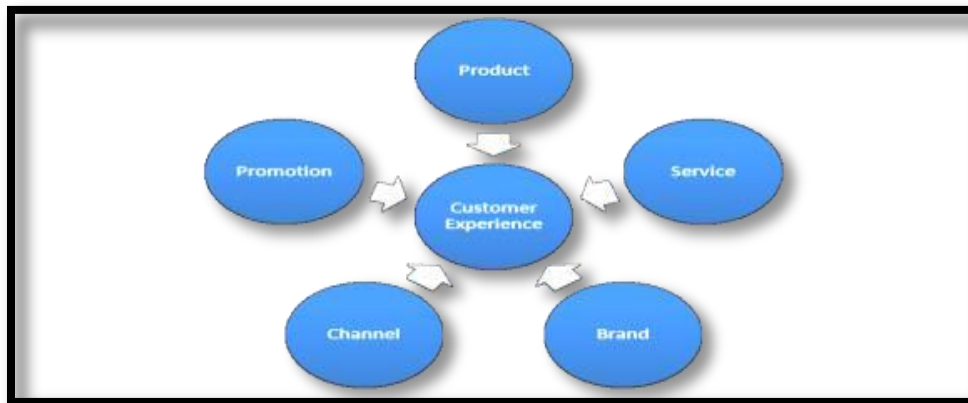 Product
Promotion
Service
Customer
Experience
Channel
Brand